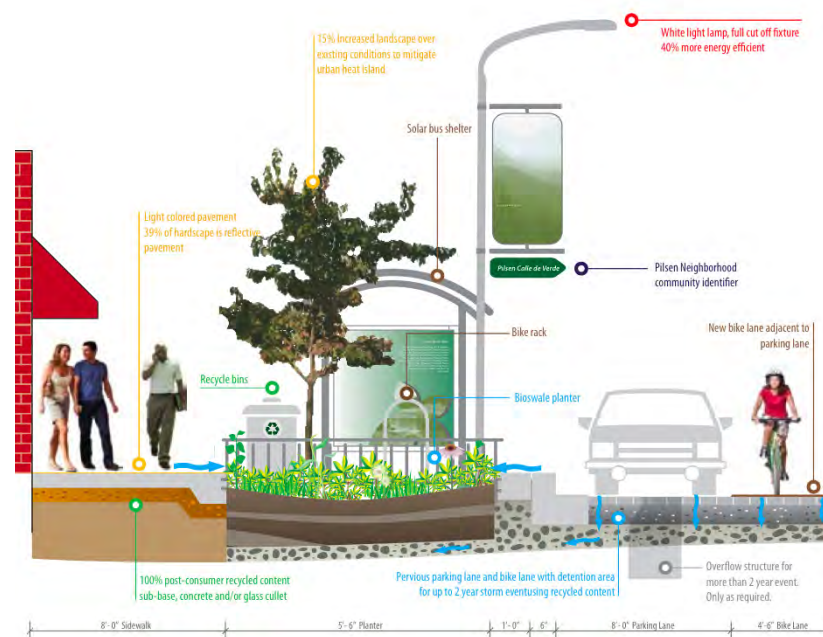 15% Increased landscape over
existing conditions to mitigate
urban heat island
White light lamp, full cut off fixture
40% more energy efficient
Solar bus shelter
Light colored pavement
39% of hardscape is reflective
pavement
Pilsen Calle de Verde
Pilsen Neighborhood
community identifier
Bike rack
New bike lane adjacent to
parking lane
Recycle bins
Bioswale planter
100% post-consumer recycled content
sub-base, concrete and/or glass cullet
Pervious parking lane and bike lane with detention area
for up to 2 year storm eventusing recycled content
Overflow structure for
more than 2 year event.
Only as required.
8'- 0" Sidewalk
5'- 6" Planter
1'- 0"
6"
8'- 0" Parking Lane
4'-6" Bike Lane